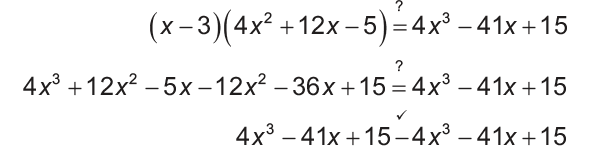 (x − 3)(4x² + 12x − 5) ≟ 4x³ − 41x + 15
4x³ + 12x² − 5x − 12x² − 36x + 15 ≟ 4x³ − 41x + 15
4x³ − 41x + 15 −✓ 4x³ − 41x + 15